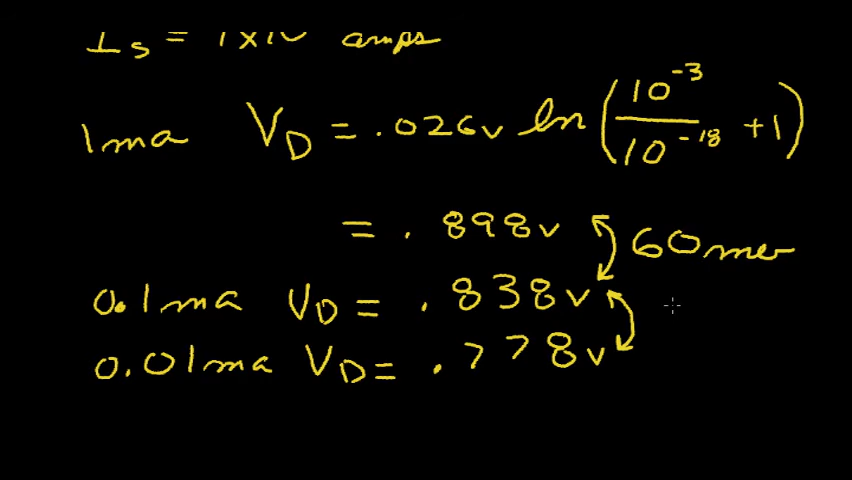 Is = 1x10 amps
1ma VD = .026v ln(10^-3/10^-18 +1)
= .898v 60mv
0.1ma VD = .838v
0.01ma VD = .778v